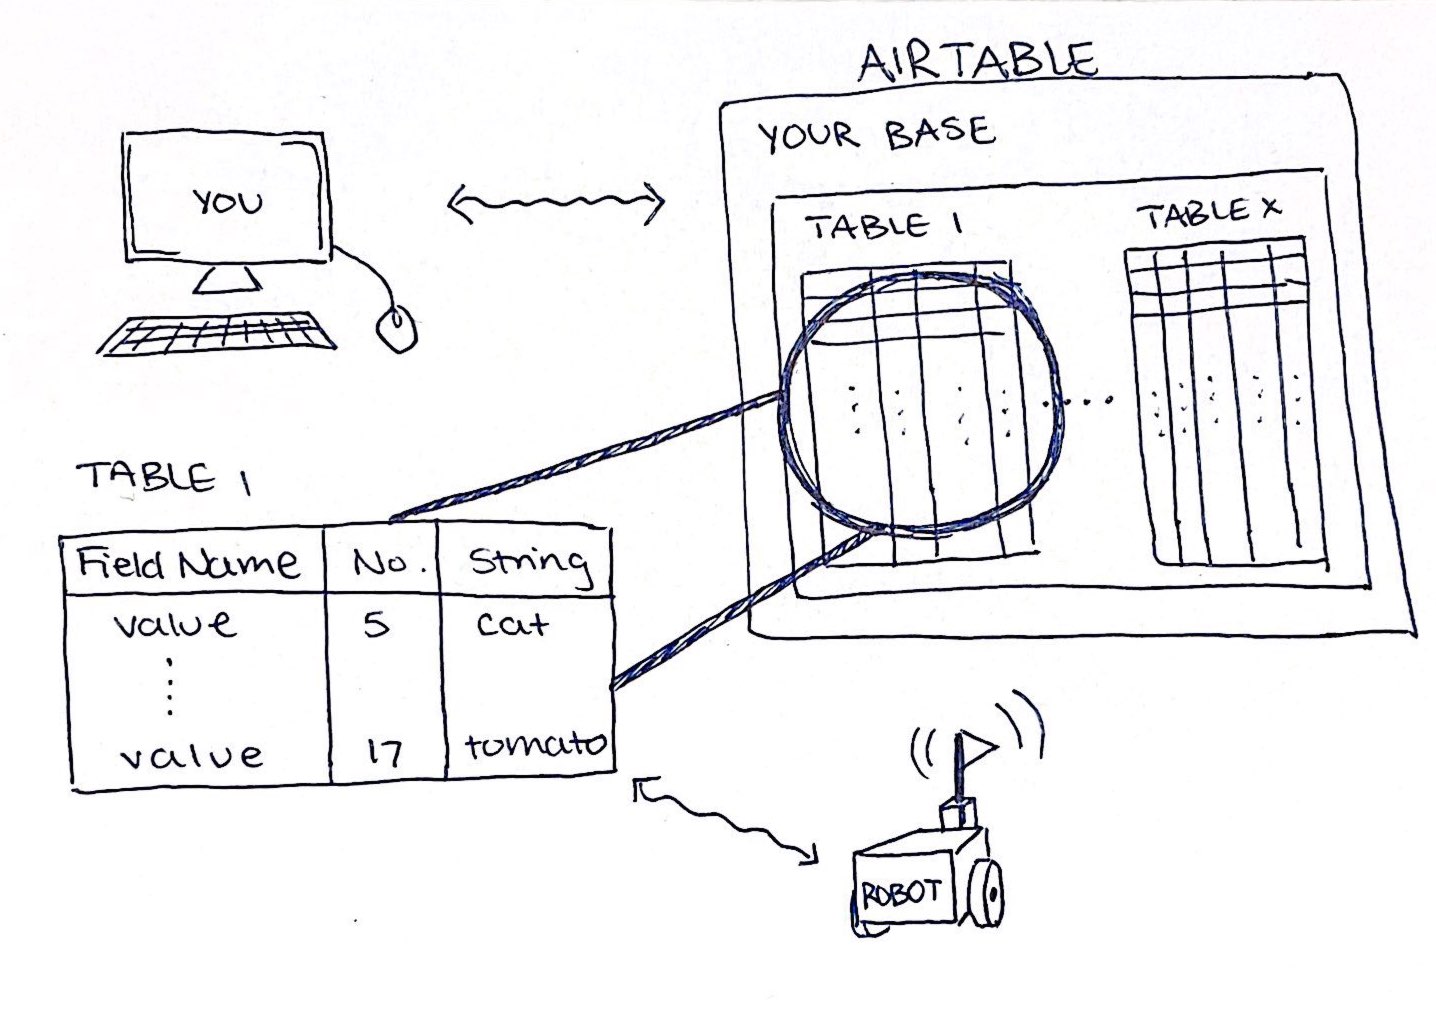 AIRTABLE
YOUR BASE
YOU
TABLE 1
TABLE X
TABLE 1
Field Name No. String
value 5 cat
value 17 tomato
ROBOT